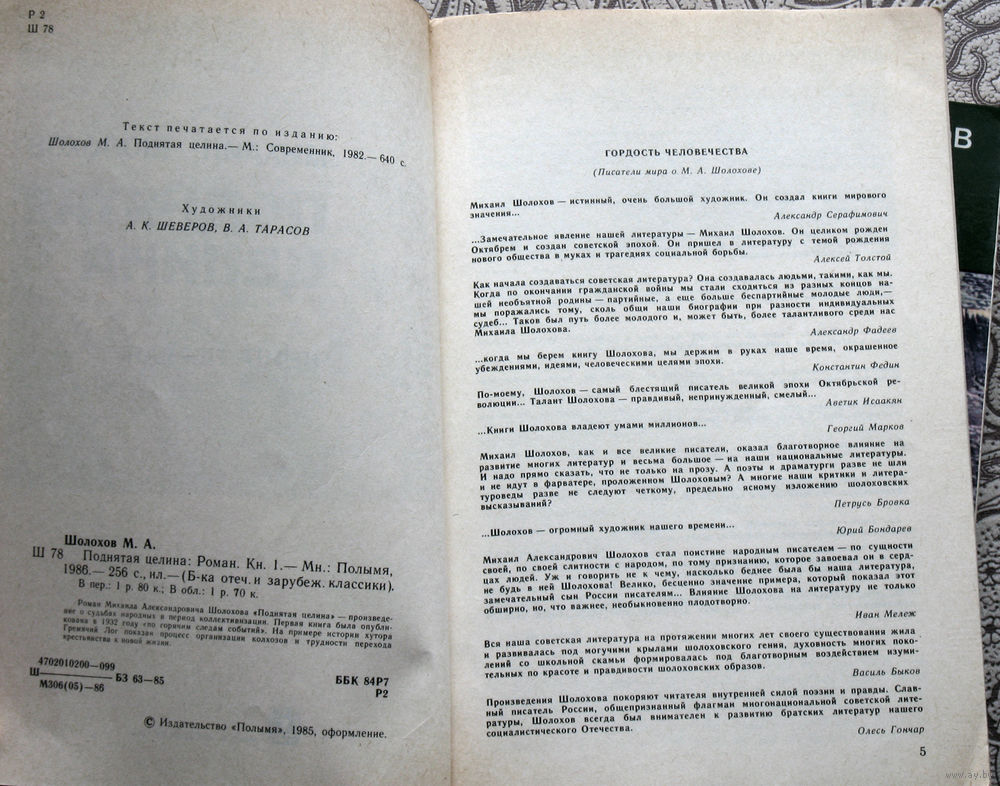 Р 2
Ш 78
Текст печатается по изданию:
Шолохов М. А. Поднятая целина.— М.: Современник, 1982.— 640 с.
Художники
А. К. ШЕВЕРОВ, В. А. ТАРАСОВ
Шолохов М. А.
Ш 78 Поднятая целина: Роман. Кн. 1.— Мн.: Полымя,
1986.— 256 с., ил.— (Б-ка отеч. и зарубеж. классики).
В пер.: 1 р. 80 к.; В обл.: 1 р. 70 к.
Роман Михаила Александровича Шолохова «Поднятая целина» — произведе-
ние о судьбах народных в период коллективизации. Первая книга была опубли-
кована в 1932 году «по горячим следам событий». На примере истории хутора
Гремячий Лог показан процесс организации колхозов и трудности перехода
крестьянства к новой жизни.
4702010200—099
Ш———БЗ 63—85
М306(05)—86
ББК 84Р7
Р2
© Издательство «Полымя», 1985, оформление.
ГОРДОСТЬ ЧЕЛОВЕЧЕСТВА
(Писатели мира о М. А. Шолохове)
Михаил Шолохов — истинный, очень большой художник. Он создал книги мирового
значения...
Александр Серафимович
...Замечательное явление нашей литературы — Михаил Шолохов. Он целиком рожден
Октябрем и создан советской эпохой. Он пришел в литературу с темой рождения
нового общества в муках и трагедиях социальной борьбы.
Алексей Толстой
Как начала создаваться советская литература? Она создавалась людьми, такими, как мы.
Когда по окончании гражданской войны мы стали сходиться из разных концов на-
шей необъятной родины — партийные, а еще больше беспартийные молодые люди,—
мы поражались тому, сколь общи наши биографии при разности индивидуальных
судеб... Таков был путь более молодого и, может быть, более талантливого среди нас
Михаила Шолохова.
Александр Фадеев
...когда мы берем книгу Шолохова, мы держим в руках наше время, окрашенное
убеждениями, идеями, человеческими целями эпохи.
Константин Федин
По-моему, Шолохов — самый блестящий писатель великой эпохи Октябрьской ре-
волюции... Талант Шолохова — правдивый, непринужденный, смелый...
Аветик Исаакян
...Книги Шолохова владеют умами миллионов...
Георгий Марков
Михаил Шолохов, как и все великие писатели, оказал благотворное влияние на
развитие многих литератур и весьма большое — на наши национальные литературы.
И надо прямо сказать, что не только на прозу. А поэты и драматурги разве не шли
и не идут в фарватере, проложенном Шолоховым? А многие наши критики и литера-
туроведы разве не следуют четкому, предельно ясному изложению шолоховских
высказываний?
Петрусь Бровка
...Шолохов — огромный художник нашего времени...
Юрий Бондарев
Михаил Александрович Шолохов стал поистине народным писателем — по сущности
своей, по своей слитности с народом, по тому признанию, которое завоевал он в серд-
цах людей. Уж и говорить не к чему, насколько беднее была бы наша литература,
не будь в ней Шолохова! Велико, бесценно значение примера, который показал этот
замечательный сын России писателям... Влияние Шолохова на литературу не только
обширно, но, что важнее, необыкновенно плодотворно.
Иван Мележ
Вся наша советская литература на протяжении многих лет своего существования жила
и развивалась под могучими крылами шолоховского гения, духовность многих поко-
лений со школьной скамьи формировалась под благотворным воздействием изуми-
тельных по красоте и правдивости шолоховских образов.
Василь Быков
Произведения Шолохова покоряют читателя внутренней силой поэзии и правды. Слав-
ный писатель России, общепризнанный флагман многонациональной советской лите-
ратуры, Шолохов всегда был внимателен к развитию братских литератур нашего
социалистического Отечества.
Олесь Гончар
5
ОВ
www.ay.by